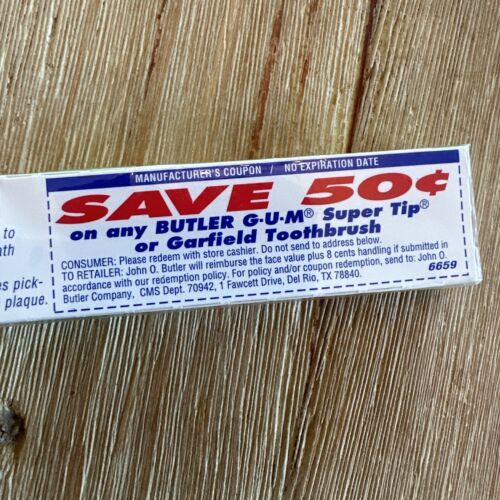 MANUFACTURER'S COUPON / NO EXPIRATION DATE
SAVE 50¢
on any BUTLER G·U·M® Super Tip®
or Garfield Toothbrush
CONSUMER: Please redeem with store cashier. Do not send to address below.
TO RETAILER: John O. Butler will reimburse the face value plus 8 cents handling if submitted in
accordance with our redemption policy. For policy and/or coupon redemption, send to: John O.
Butler Company, CMS Dept. 70942, 1 Fawcett Drive, Del Rio, TX 78840.
6659
to
ath
es pick-
plaque.